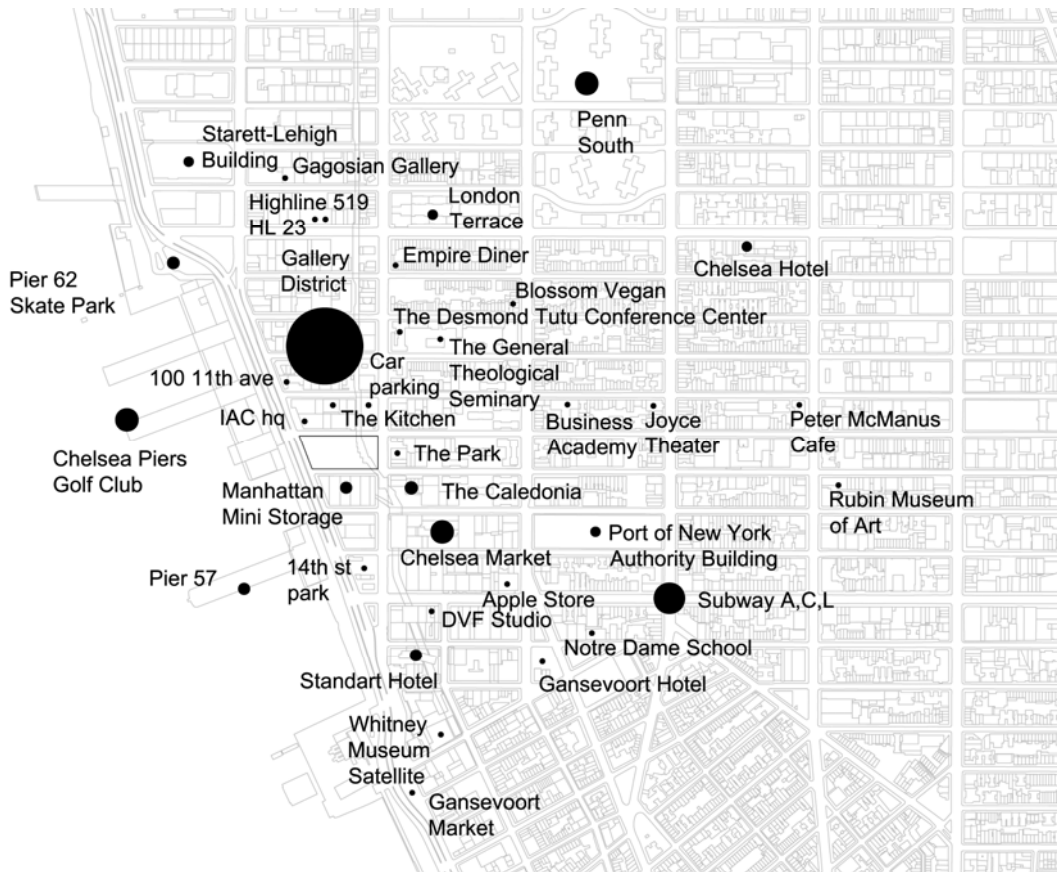 Penn
South
Starett-Lehigh
Building
Gagosian Gallery
Highline 519
HL 23
London
Terrace
Gallery
District
Empire Diner
Chelsea Hotel
Pier 62
Skate Park
Blossom Vegan
The Desmond Tutu Conference Center
The General
Theological
Seminary
Car
parking
100 11th ave
IAC hq
The Kitchen
Business
Academy
Joyce
Theater
Peter McManus
Cafe
Chelsea Piers
Golf Club
The Park
Manhattan
Mini Storage
The Caledonia
Rubin Museum
of Art
Chelsea Market
Port of New York
Authority Building
Pier 57
14th st
park
Apple Store
Subway A,C,L
DVF Studio
Notre Dame School
Standart Hotel
Gansevoort Hotel
Whitney
Museum
Satellite
Gansevoort
Market